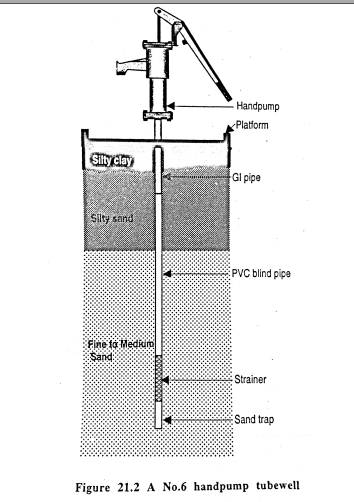 Handpump
Platform
Silty clay
GI pipe
Silty sand
PVC blind pipe
Fine to Medium
Sand
Strainer
Sand trap
Figure 21.2 A No.6 handpump tubewell